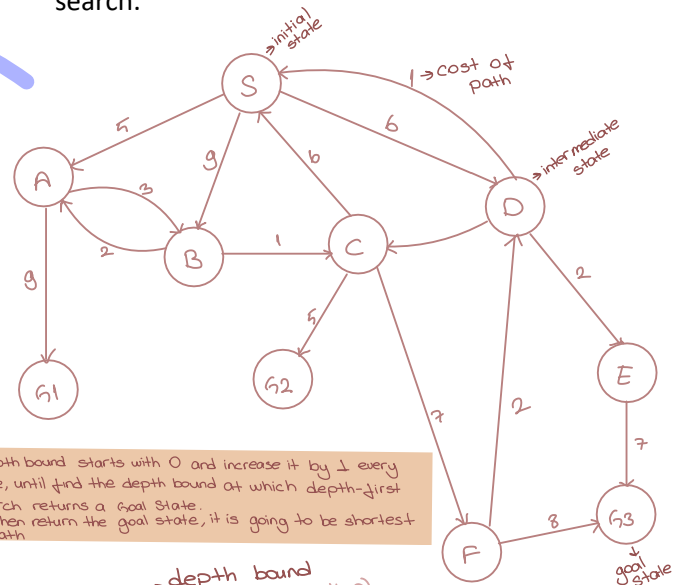 search.
→initial
state
S
1→cost of
path
5
6
9
6
→intermediate
state
A
3
D
B
1
C
2
9
2
5
G1
G2
E
7
2
7
pth bound starts with 0 and increase it by 1 every
e, until find the depth bound at which depth-first
rch returns a Goal State.
hen return the goal state, it is going to be shortest
ath
8
G3
F
goal
state
depth bound